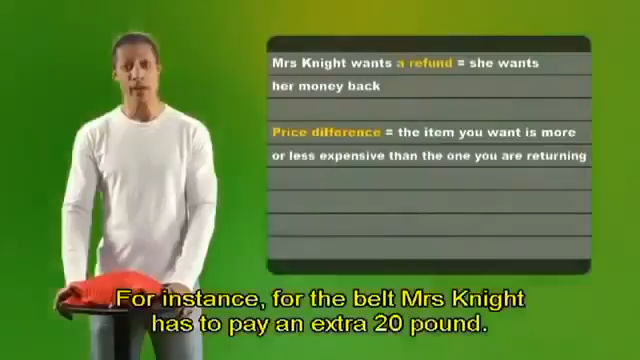 Mrs Knight wants a refund = she wants
her money back
Price difference = the item you want is more
or less expensive than the one you are returning
For instance, for the belt Mrs Knight
has to pay an extra 20 pound.